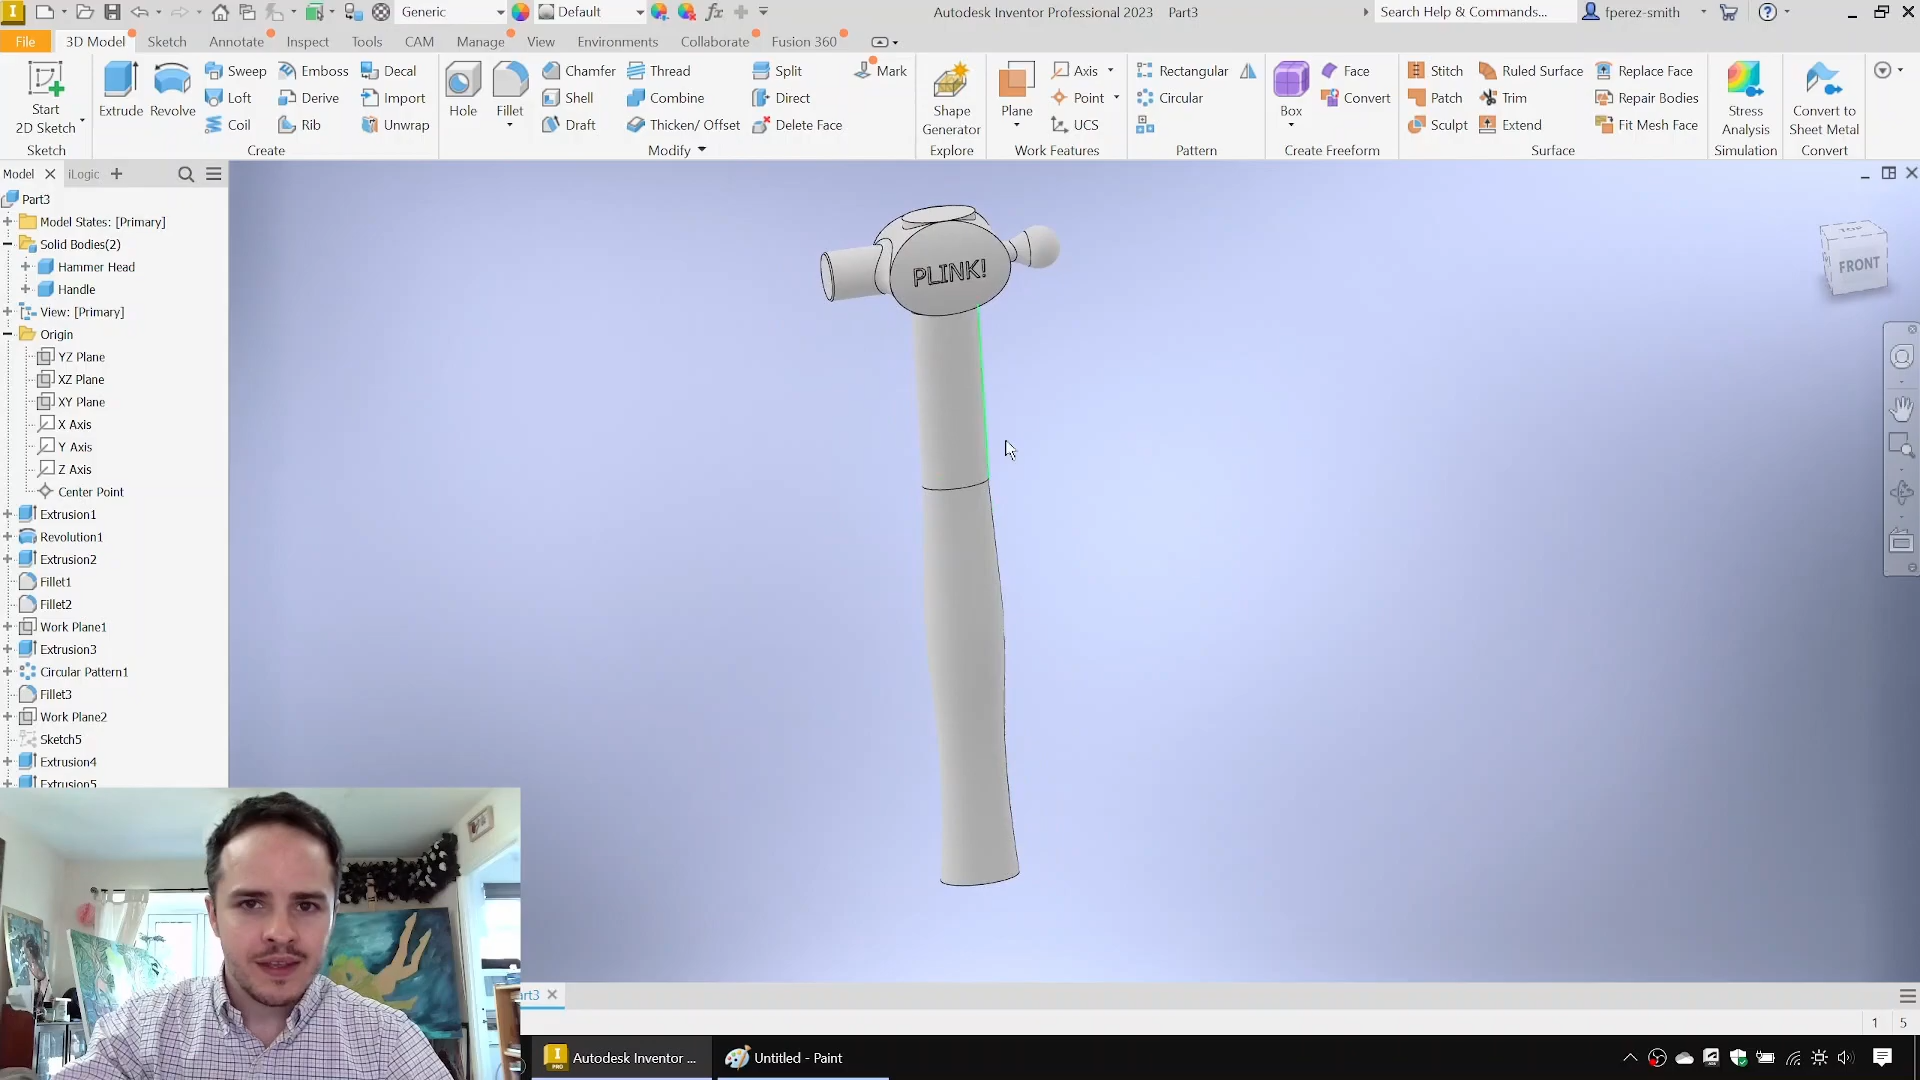 Generic
Default
Autodesk Inventor Professional 2023 Part3
Search Help & Commands...
fperez-smith
File 3D Model Sketch Annotate Inspect Tools CAM Manage View Environments Collaborate Fusion 360
Start
2D Sketch
Sketch
Extrude
Revolve
Sweep Emboss Decal
Loft Derive Import
Coil Rib Unwrap
Create
Hole
Fillet
Chamfer Thread Split
Shell Combine Direct
Draft Thicken/ Offset Delete Face
Modify
Mark
Shape
Generator
Explore
Plane
Axis
Point
UCS
Work Features
Rectangular
Circular
Pattern
Box
Face
Convert
Create Freeform
Stitch Ruled Surface Replace Face
Patch Trim Repair Bodies
Sculpt Extend Fit Mesh Face
Surface
Stress
Analysis
Simulation
Convert to
Sheet Metal
Convert
Model iLogic
Part3
Model States: [Primary]
Solid Bodies(2)
Hammer Head
Handle
View: [Primary]
Origin
YZ Plane
XZ Plane
XY Plane
X Axis
Y Axis
Z Axis
Center Point
Extrusion1
Revolution1
Extrusion2
Fillet1
Fillet2
Work Plane1
Extrusion3
Circular Pattern1
Fillet3
Work Plane2
Sketch5
Extrusion4
Extrusion5
PLINK!
TOP
FRONT
art3
1 5
Autodesk Inventor ...
Untitled - Paint